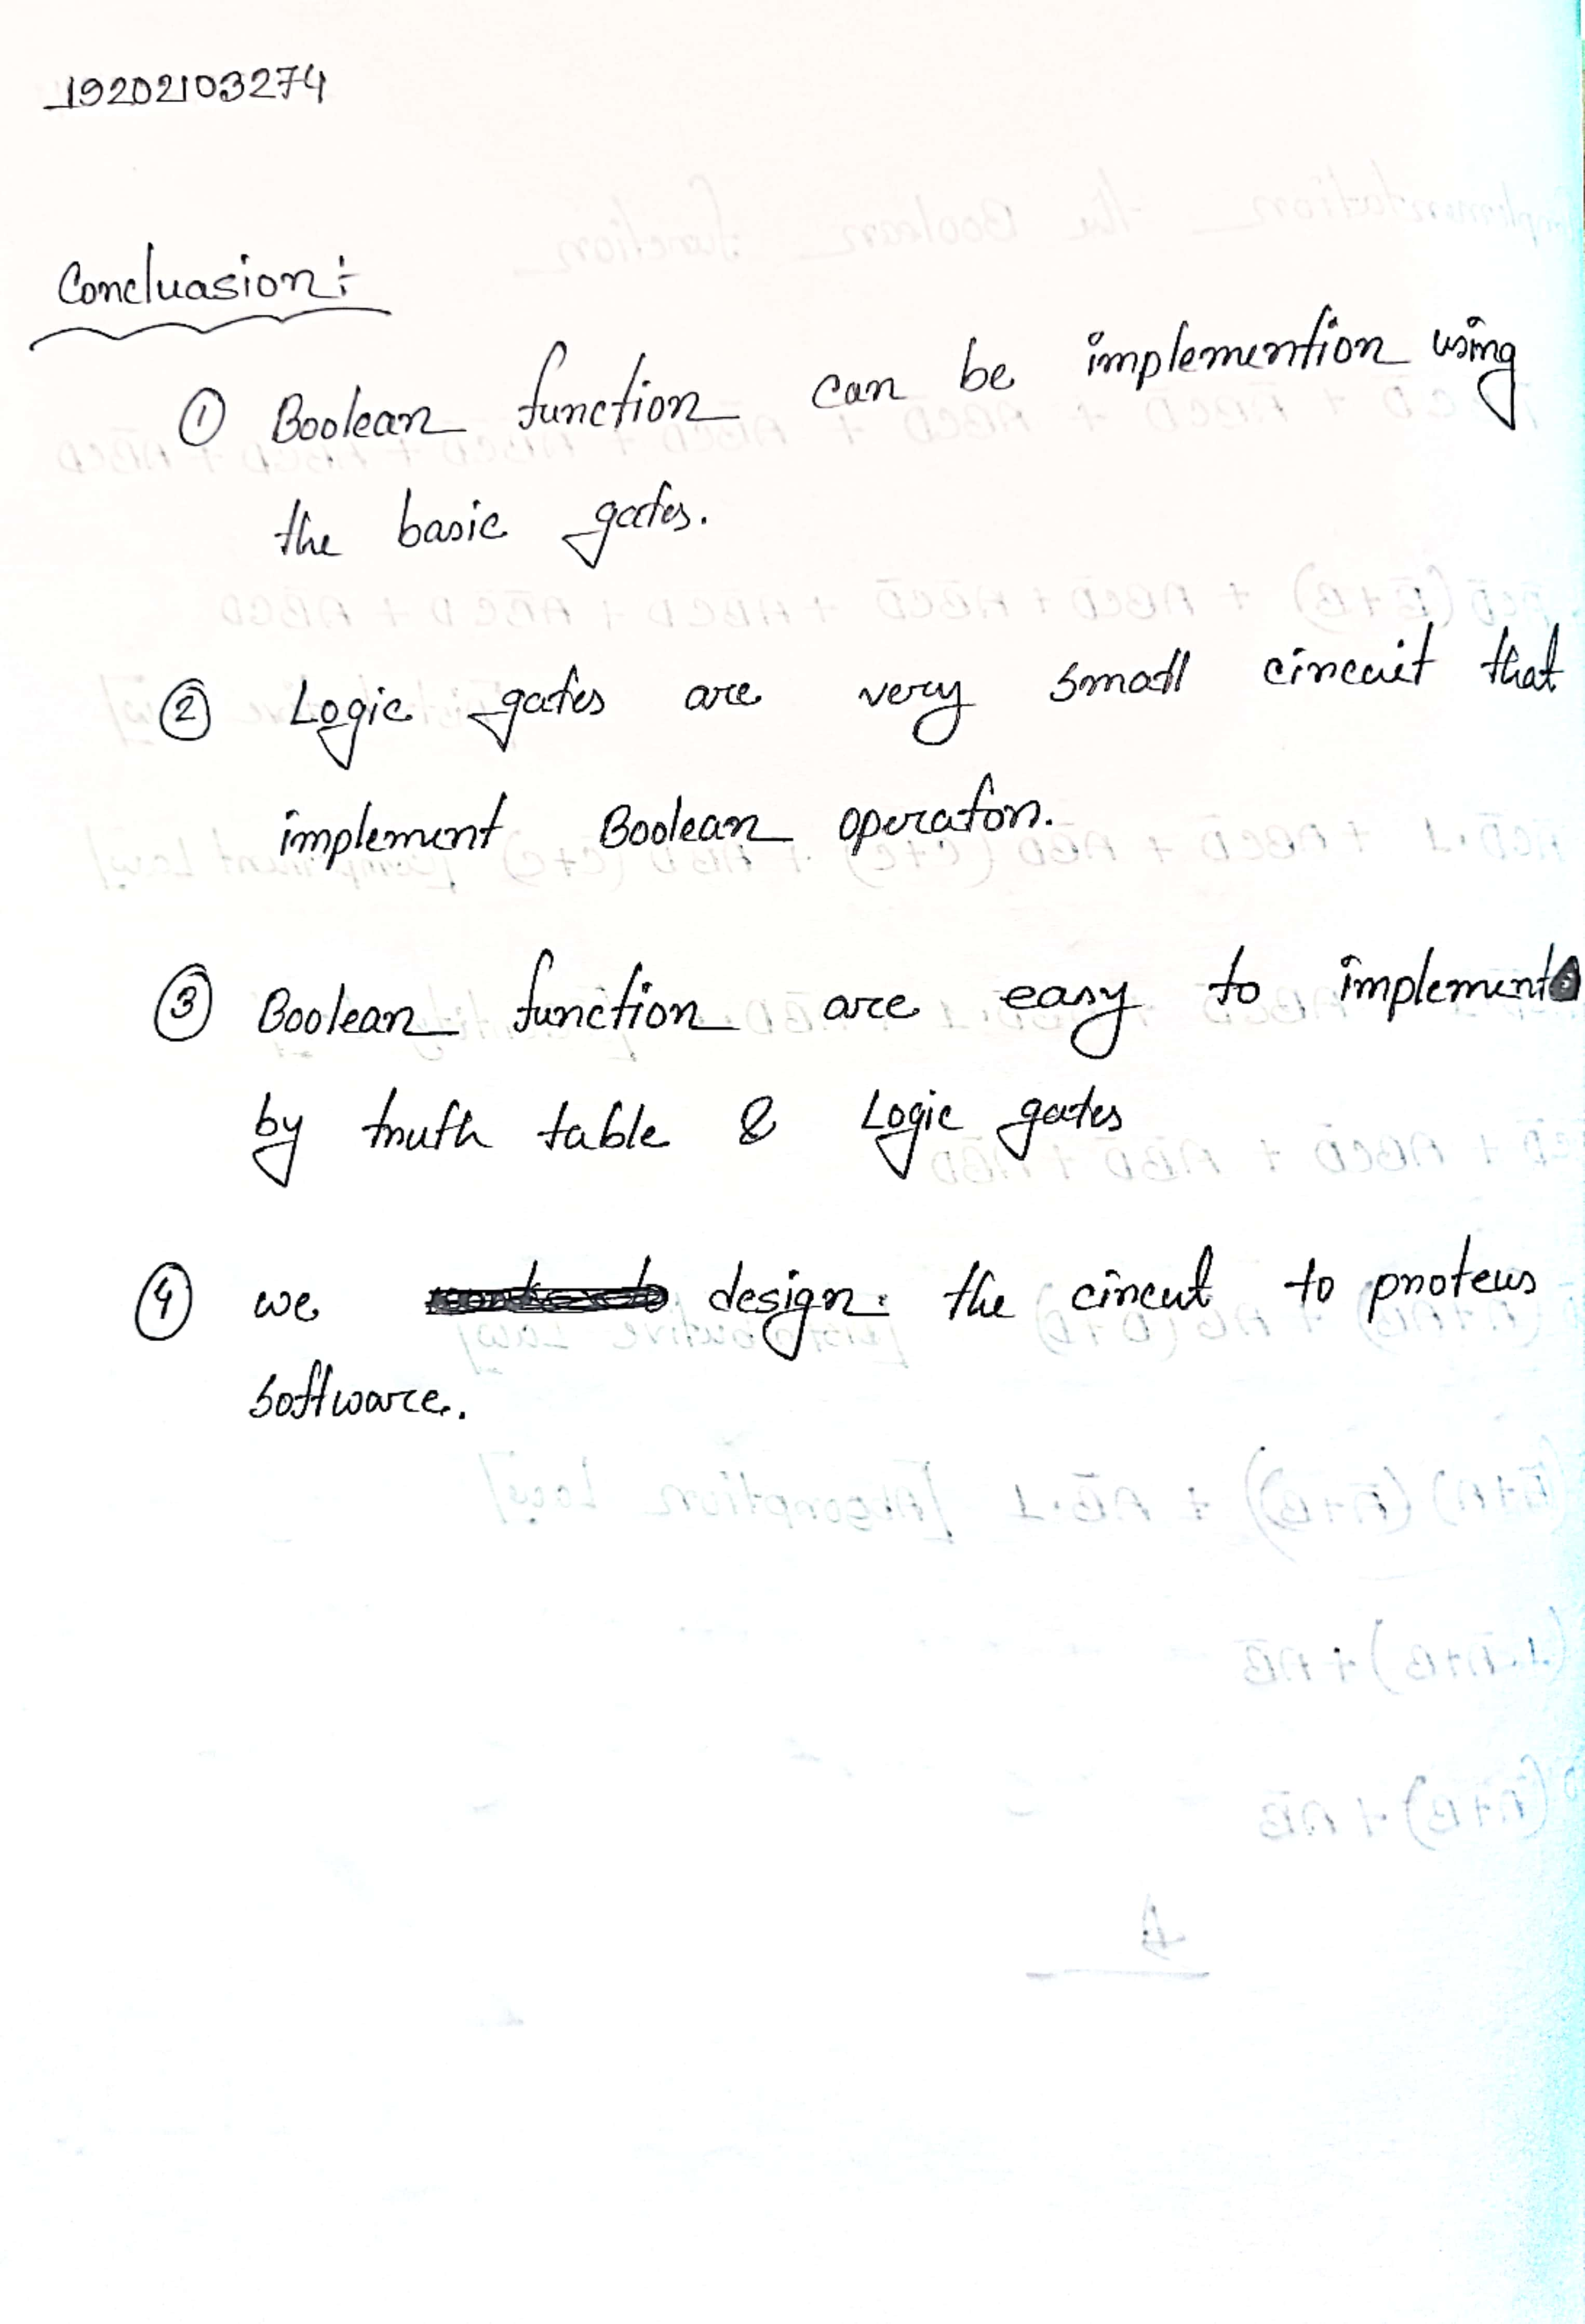 19202103274
Concluasion:
① Boolean function can be implemention using
the basic gates.
② Logic gates are very small circuit that
implement Boolean operator.
③ Boolean function are easy to implement
by truth table & Logic gates
④ we design the circut to proteus
software.